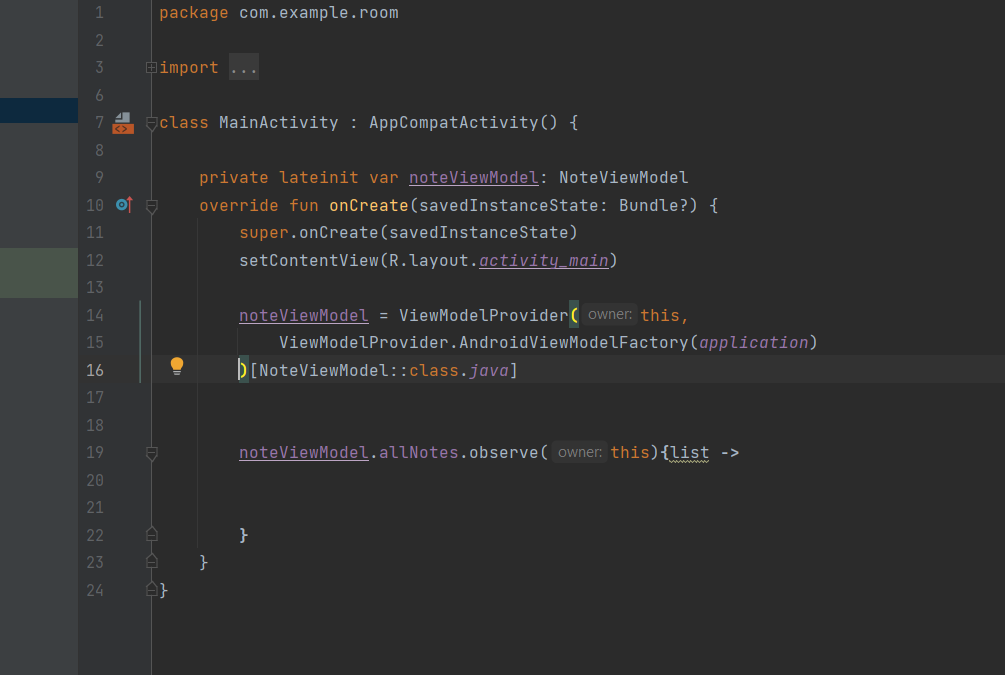 1 package com.example.room
2
3 import ...
6
7 class MainActivity : AppCompatActivity() {
8
9 private lateinit var noteViewModel: NoteViewModel
10 override fun onCreate(savedInstanceState: Bundle?) {
11 super.onCreate(savedInstanceState)
12 setContentView(R.layout.activity_main)
13
14 noteViewModel = ViewModelProvider( owner: this,
15 ViewModelProvider.AndroidViewModelFactory(application)
16 )[NoteViewModel::class.java]
17
18
19 noteViewModel.allNotes.observe( owner: this){list ->
20
21
22 }
23 }
24 }